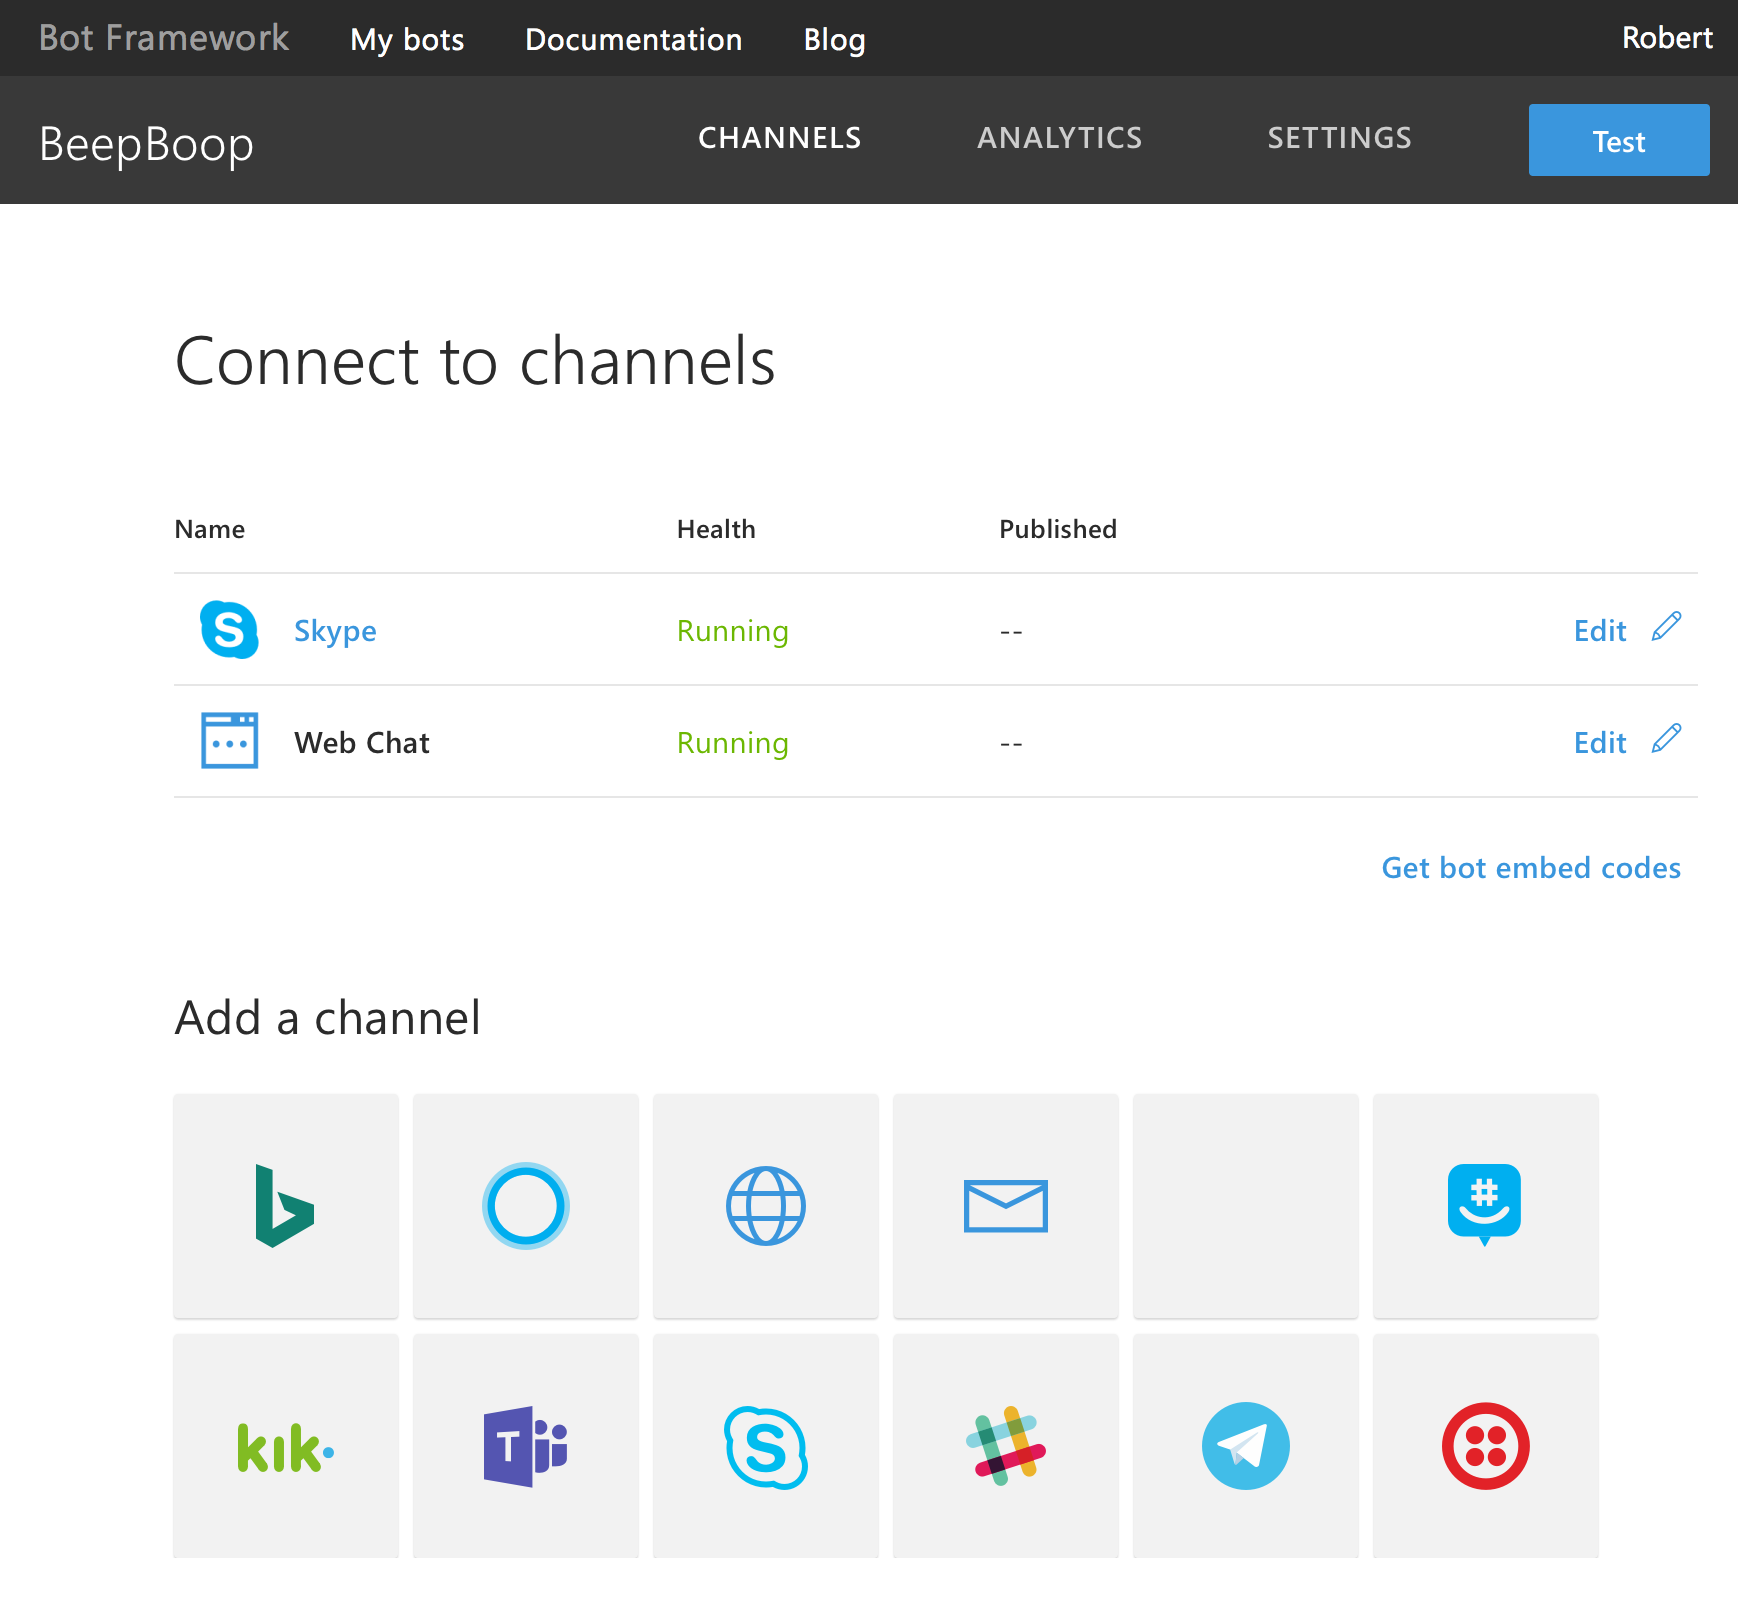 Bot Framework My bots Documentation Blog Robert
BeepBoop CHANNELS ANALYTICS SETTINGS Test
Connect to channels
Name Health Published
Skype Running -- Edit
Web Chat Running -- Edit
Get bot embed codes
Add a channel
kik.